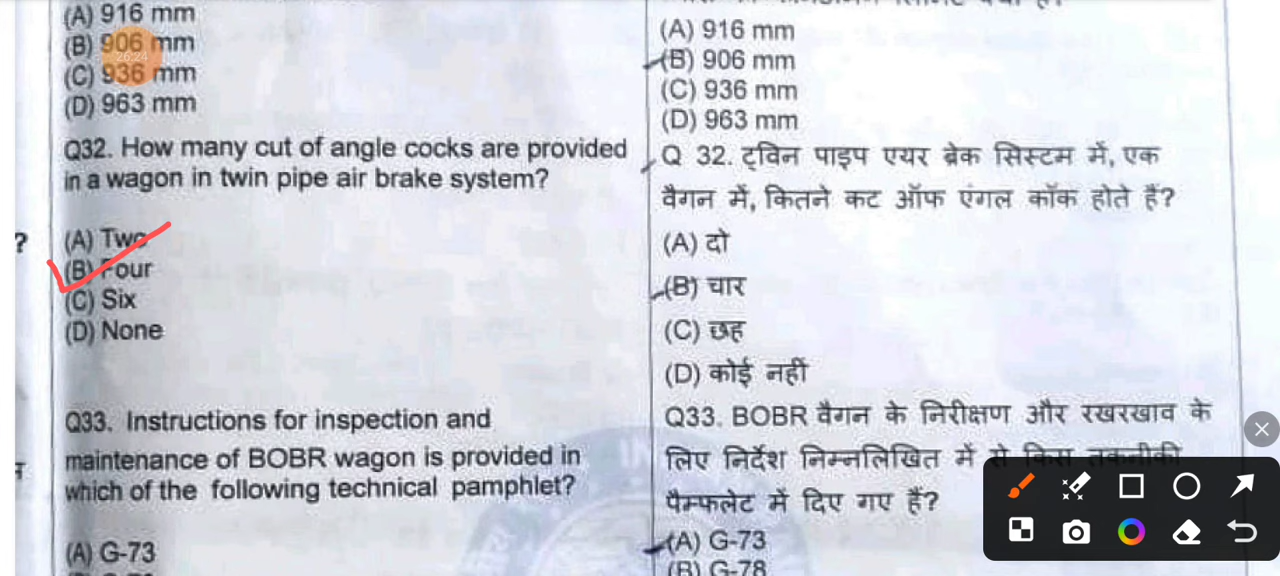 (A) 916 mm
(B) 906 mm
(C) 936 mm
(D) 963 mm
Q32. How many cut of angle cocks are provided
in a wagon in twin pipe air brake system?
?
(A) Two
(B) Four
(C) Six
(D) None
Q33. Instructions for inspection and
maintenance of BOBR wagon is provided in
which of the following technical pamphlet?
(A) G-73
(A) 916 mm
(B) 906 mm
(C) 936 mm
(D) 963 mm
Q 32. ट्विन पाइप एयर ब्रेक सिस्टम में, एक
वैगन में, कितने कट ऑफ एंगल कॉक होते हैं?
(A) दो
(B) चार
(C) छह
(D) कोई नहीं
Q33. BOBR वैगन के निरीक्षण और रखरखाव के
लिए निर्देश निम्नलिखित में से किस तकनीकी
पैम्फलेट में दिए गए हैं?
(A) G-73
(B) G-78
26:24